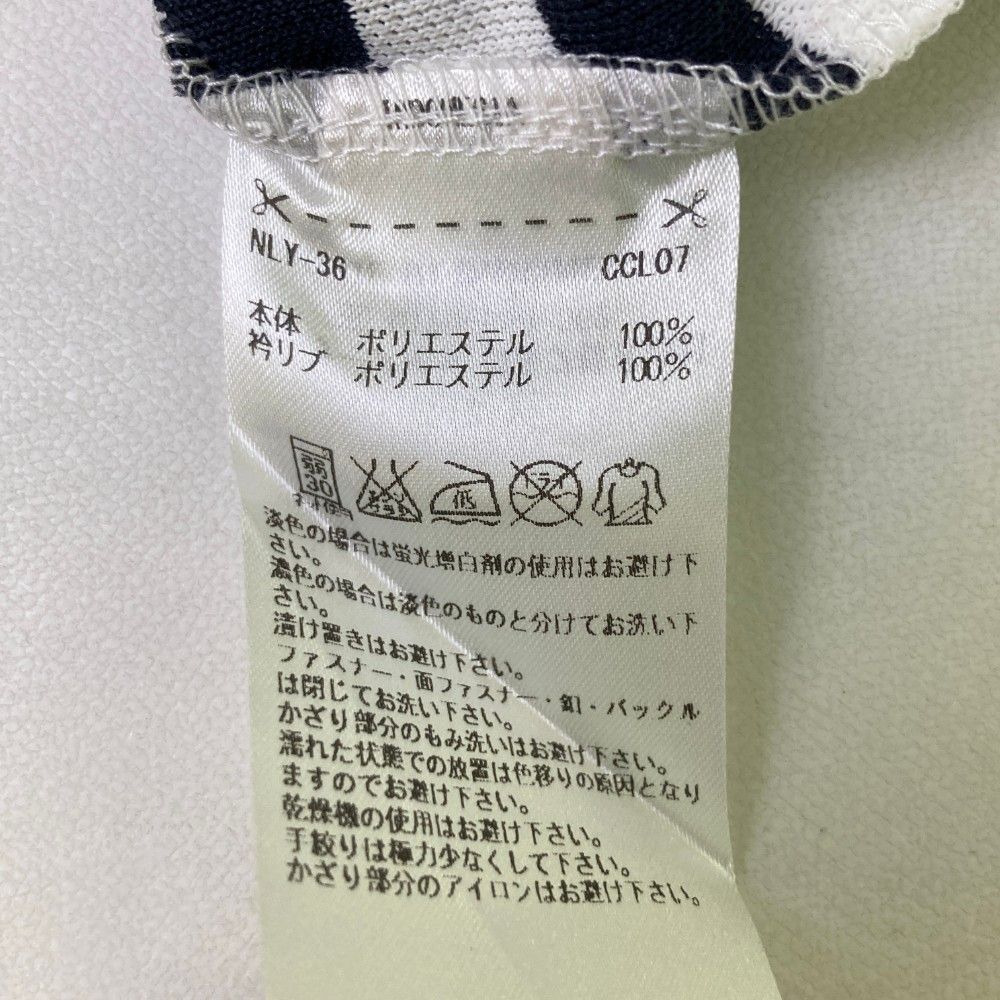 NLY-36 CCL07
本体 ポリエステル 100%
衿リブ ポリエステル 100%
弱 30 低
淡色の場合は蛍光増白剤の使用はお避け下
さい。
濃色の場合は淡色のものと分けてお洗い下
さい。
漬け置きはお避け下さい。
ファスナー・面ファスナー・釦・バックル
は閉じてお洗い下さい。
かざり部分のもみ洗いはお避け下さい。
濡れた状態での放置は色移りの原因となり
ますのでお避け下さい。
乾燥機の使用はお避け下さい。
手絞りは極力少なくして下さい。
かざり部分のアイロンはお避け下さい。